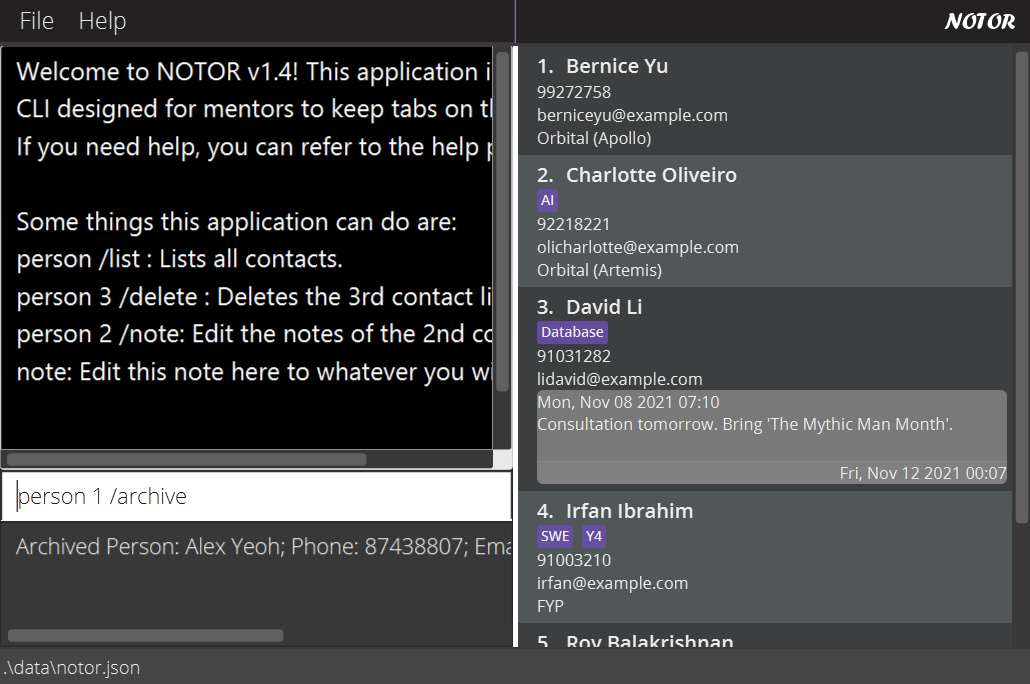 File Help
NOTOR
Welcome to NOTOR v1.4! This application i
CLI designed for mentors to keep tabs on th
If you need help, you can refer to the help p
Some things this application can do are:
person /list : Lists all contacts.
person 3 /delete : Deletes the 3rd contact li
person 2 /note: Edit the notes of the 2nd co
note: Edit this note here to whatever you wi
person 1 /archive
Archived Person: Alex Yeoh; Phone: 87438807; Ema
.\data\notor.json
1. Bernice Yu
99272758
berniceyu@example.com
Orbital (Apollo)
2. Charlotte Oliveiro
AI
92218221
olicharlotte@example.com
Orbital (Artemis)
3. David Li
Database
91031282
lidavid@example.com
Mon, Nov 08 2021 07:10
Consultation tomorrow. Bring 'The Mythic Man Month'.
Fri, Nov 12 2021 00:07
4. Irfan Ibrahim
SWE Y4
91003210
irfan@example.com
FYP
5. Roy Balakrishnan